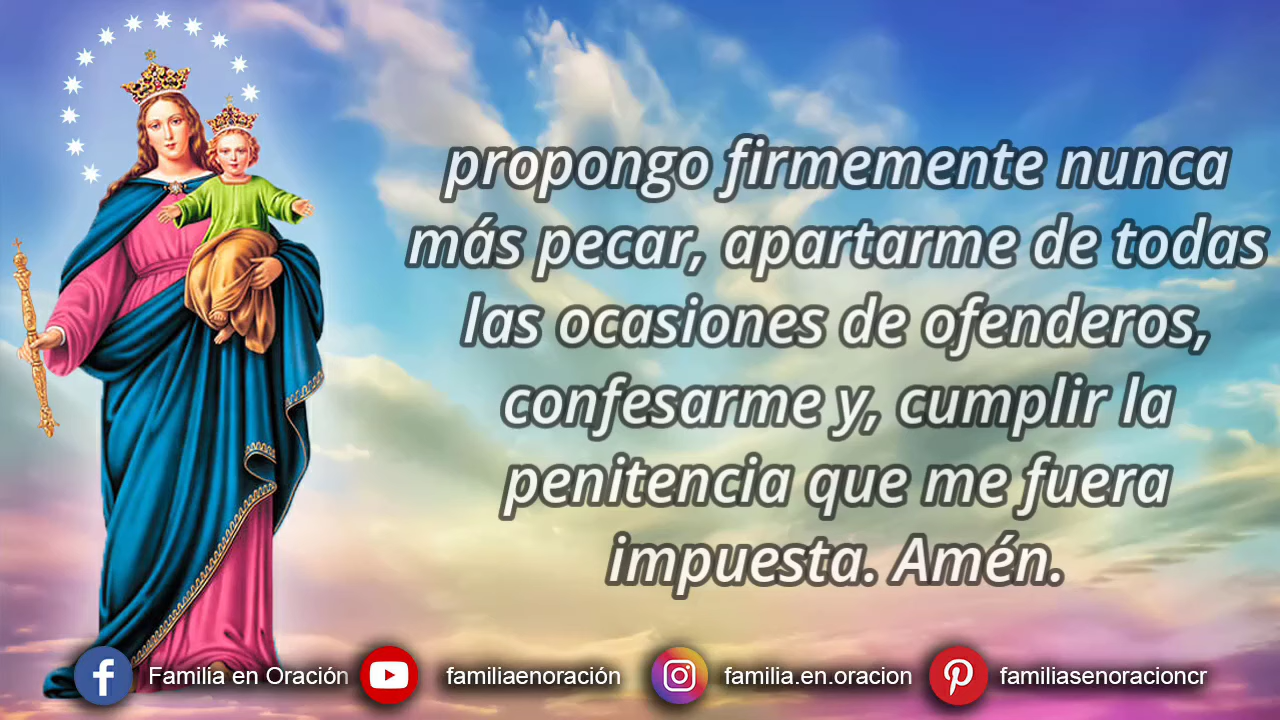 propongo firmemente nunca
más pecar, apartarme de todas
las ocasiones de ofenderos,
confesarme y, cumplir la
penitencia que me fuera
impuesta. Amén.
Familia en Oración
familiaenoración
familia.en.oracion
familiasenoracioncr